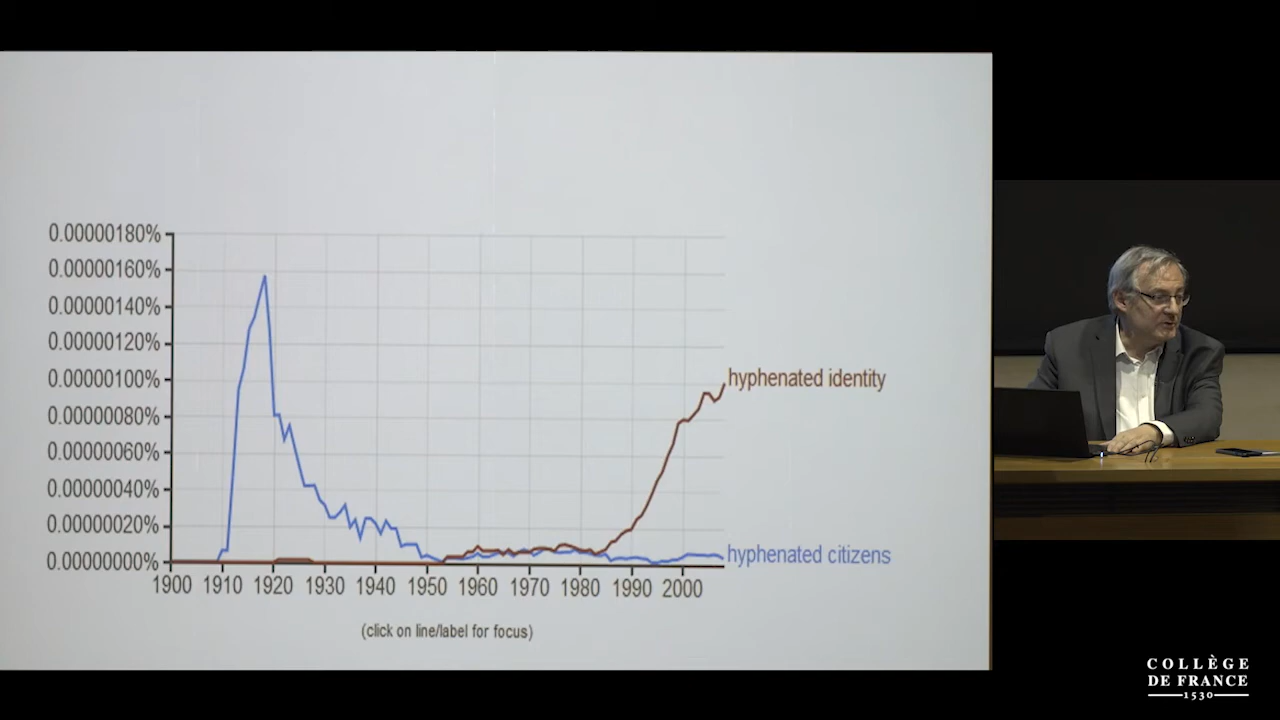 0.00000180%
0.00000160%
0.00000140%
0.00000120%
0.00000100%
0.00000080%
0.00000060%
0.00000040%
0.00000020%
0.00000000%
hyphenated identity
hyphenated citizens
1900 1910 1920 1930 1940 1950 1960 1970 1980 1990 2000
(click on line/label for focus)
COLLÈGE
DE FRANCE
1530